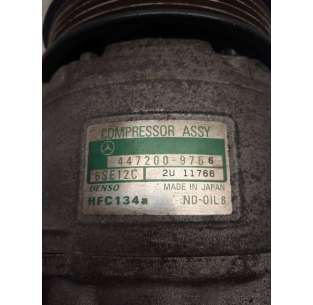 COMPRESSOR ASSY
447200-9766
6SE12C 2U 11766
DENSO MADE IN JAPAN
HFC134a ND-OIL8